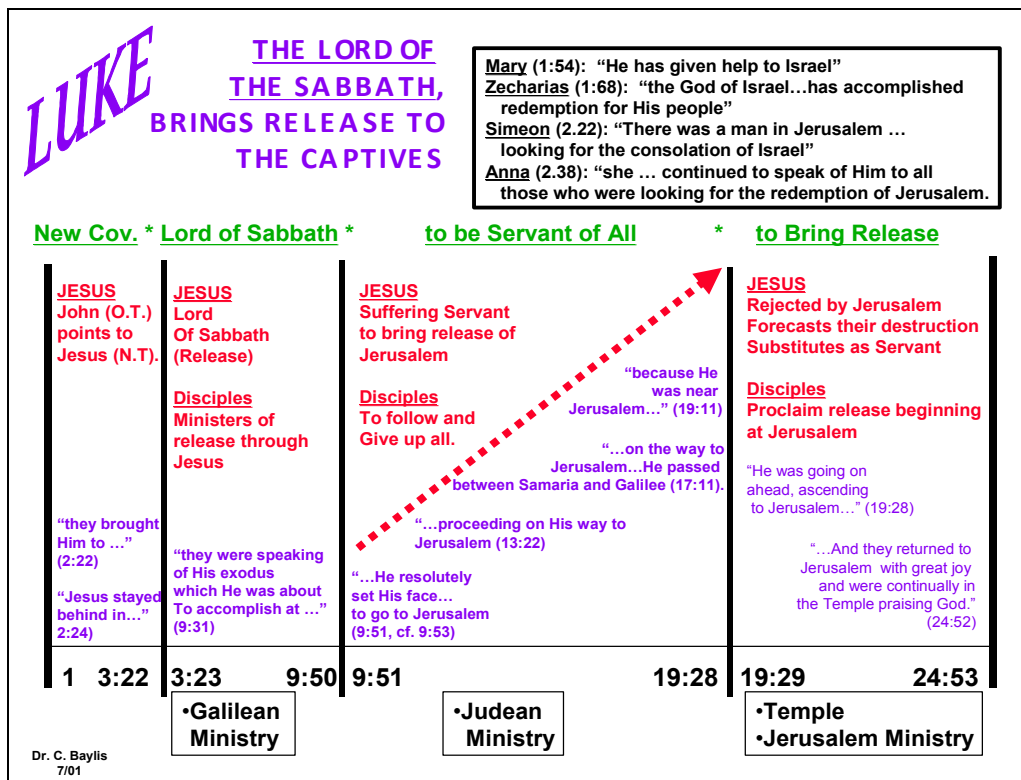 LUKE
THE LORD OF
THE SABBATH,
BRINGS RELEASE TO
THE CAPTIVES
Mary (1:54): “He has given help to Israel”
Zecharias (1:68): “the God of Israel…has accomplished
redemption for His people”
Simeon (2.22): “There was a man in Jerusalem …
looking for the consolation of Israel”
Anna (2.38): “she … continued to speak of Him to all
those who were looking for the redemption of Jerusalem.
New Cov. * Lord of Sabbath * to be Servant of All * to Bring Release
JESUS
John (O.T.)
points to
Jesus (N.T).
“they brought
Him to …”
(2:22)
“Jesus stayed
behind in…”
2:24)
JESUS
Lord
Of Sabbath
(Release)
Disciples
Ministers of
release through
Jesus
“they were speaking
of His exodus
which He was about
To accomplish at …”
(9:31)
JESUS
Suffering Servant
to bring release of
Jerusalem
Disciples
To follow and
Give up all.
“because He
was near
Jerusalem…” (19:11)
“…on the way to
Jerusalem…He passed
between Samaria and Galilee (17:11).
“…proceeding on His way to
Jerusalem (13:22)
“…He resolutely
set His face…
to go to Jerusalem
(9:51, cf. 9:53)
JESUS
Rejected by Jerusalem
Forecasts their destruction
Substitutes as Servant
Disciples
Proclaim release beginning
at Jerusalem
“He was going on
ahead, ascending
to Jerusalem…” (19:28)
“…And they returned to
Jerusalem with great joy
and were continually in
the Temple praising God.”
(24:52)
1 3:22 3:23 9:50 9:51 19:28 19:29 24:53
•Galilean
Ministry
•Judean
Ministry
•Temple
•Jerusalem Ministry
Dr. C. Baylis
7/01